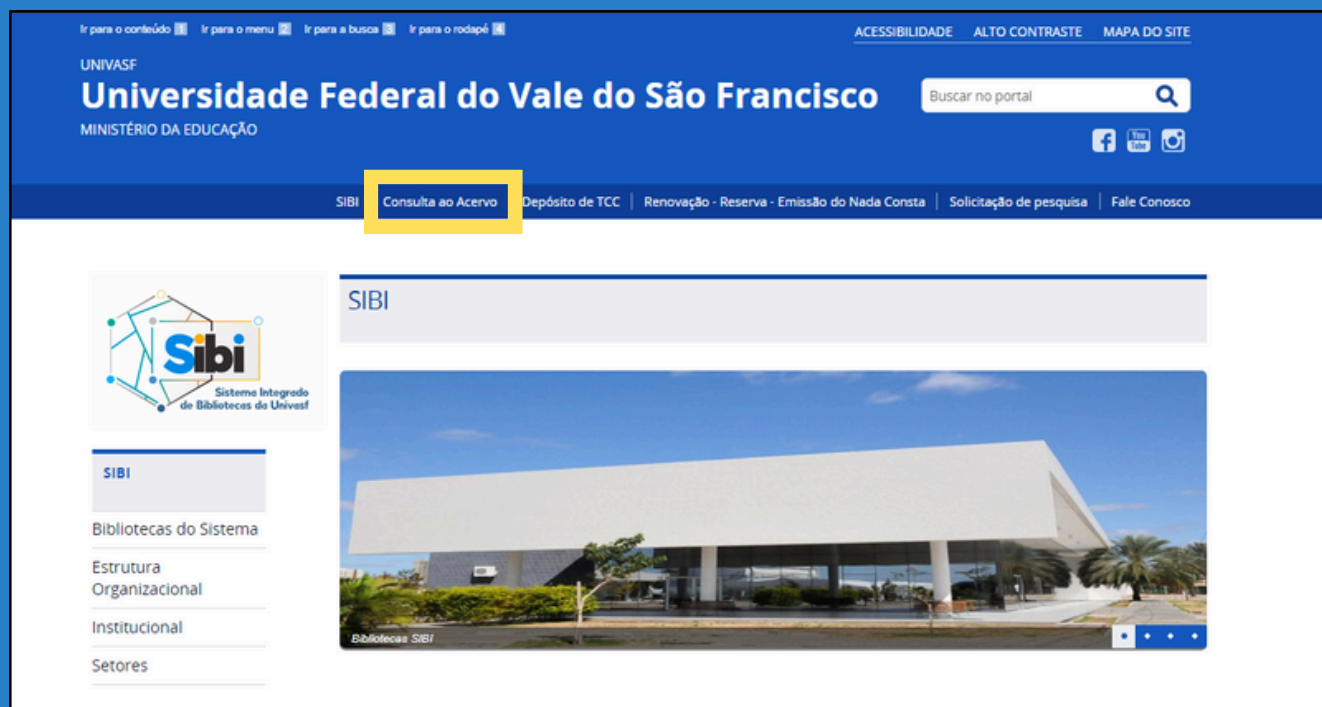 Ir para o conteúdo 1 Ir para o menu 2 Ir para a busca 3 Ir para o rodapé 4
ACESSIBILIDADE ALTO CONTRASTE MAPA DO SITE
UNIVASF
Universidade Federal do Vale do São Francisco
Buscar no portal
MINISTÉRIO DA EDUCAÇÃO
You Tube
SIBI Consulta ao Acervo Depósito de TCC Renovação - Reserva - Emissão do Nada Consta Solicitação de pesquisa Fale Conosco
Sibi
Sistema Integrado
de Bibliotecas da Univasf
SIBI
SIBI
Bibliotecas do Sistema
Estrutura
Organizacional
Institucional
Setores
Bibliotecas SIBI